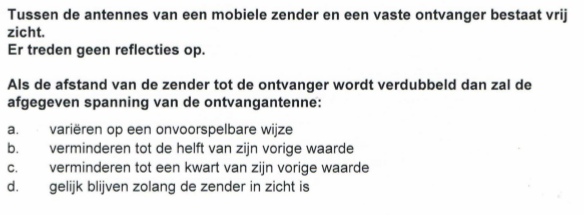 Tussen de antennes van een mobiele zender en een vaste ontvanger bestaat vrij
zicht.
Er treden geen reflecties op.
Als de afstand van de zender tot de ontvanger wordt verdubbeld dan zal de
afgegeven spanning van de ontvangantenne:
a. variëren op een onvoorspelbare wijze
b. verminderen tot de helft van zijn vorige waarde
c. verminderen tot een kwart van zijn vorige waarde
d. gelijk blijven zolang de zender in zicht is